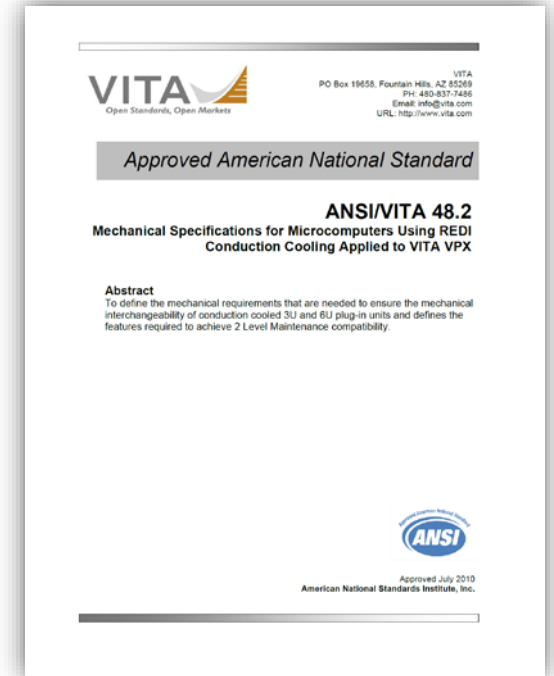 VITA
Open Standards, Open Markets
VITA
PO Box 19658, Fountain Hills, AZ 85269
PH: 480-837-7486
Email: info@vita.com
URL: http://www.vita.com
Approved American National Standard
ANSI/VITA 48.2
Mechanical Specifications for Microcomputers Using REDI
Conduction Cooling Applied to VITA VPX
Abstract
To define the mechanical requirements that are needed to ensure the mechanical
interchangeability of conduction cooled 3U and 6U plug-in units and defines the
features required to achieve 2 Level Maintenance compatibility.
Approved American National Standard
ANSI
Approved July 2010
American National Standards Institute, Inc.